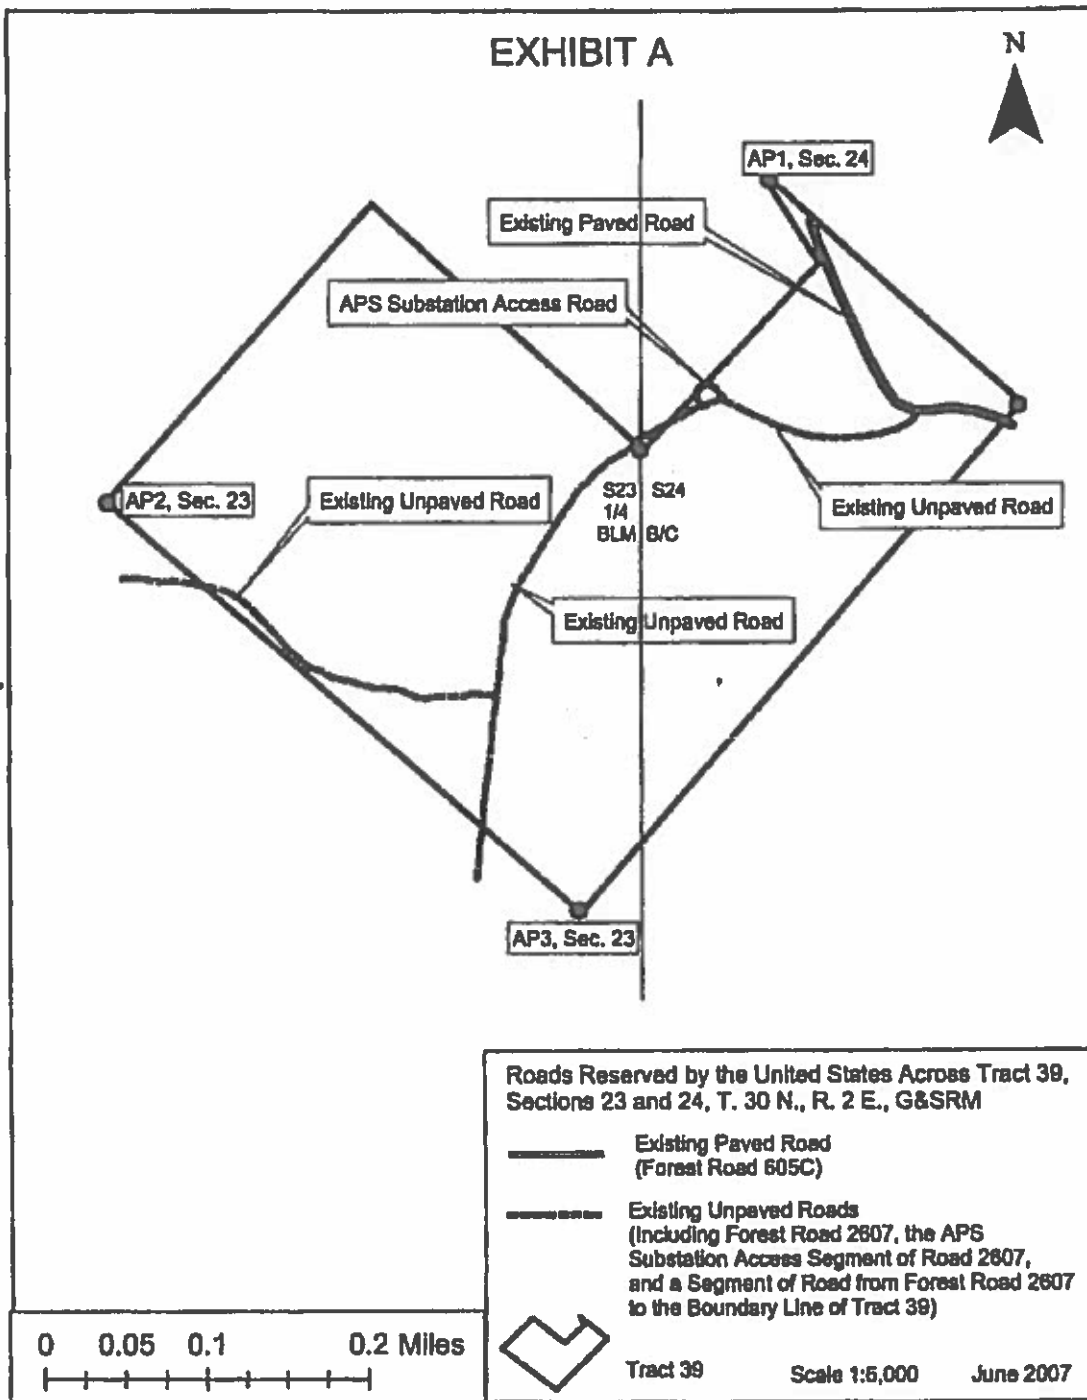 EXHIBIT A
N
AP1, Sec. 24
Existing Paved Road
APS Substation Access Road
AP2, Sec. 23
Existing Unpaved Road
S23 S24
1/4
BLM B/C
Existing Unpaved Road
Existing Unpaved Road
AP3, Sec. 23
Roads Reserved by the United States Across Tract 39,
Sections 23 and 24, T. 30 N., R. 2 E., G&SRM
Existing Paved Road
(Forest Road 605C)
Existing Unpaved Roads
(Including Forest Road 2607, the APS
Substation Access Segment of Road 2607,
and a Segment of Road from Forest Road 2607
to the Boundary Line of Tract 39)
Tract 39 Scale 1:5,000 June 2007
0 0.05 0.1 0.2 Miles